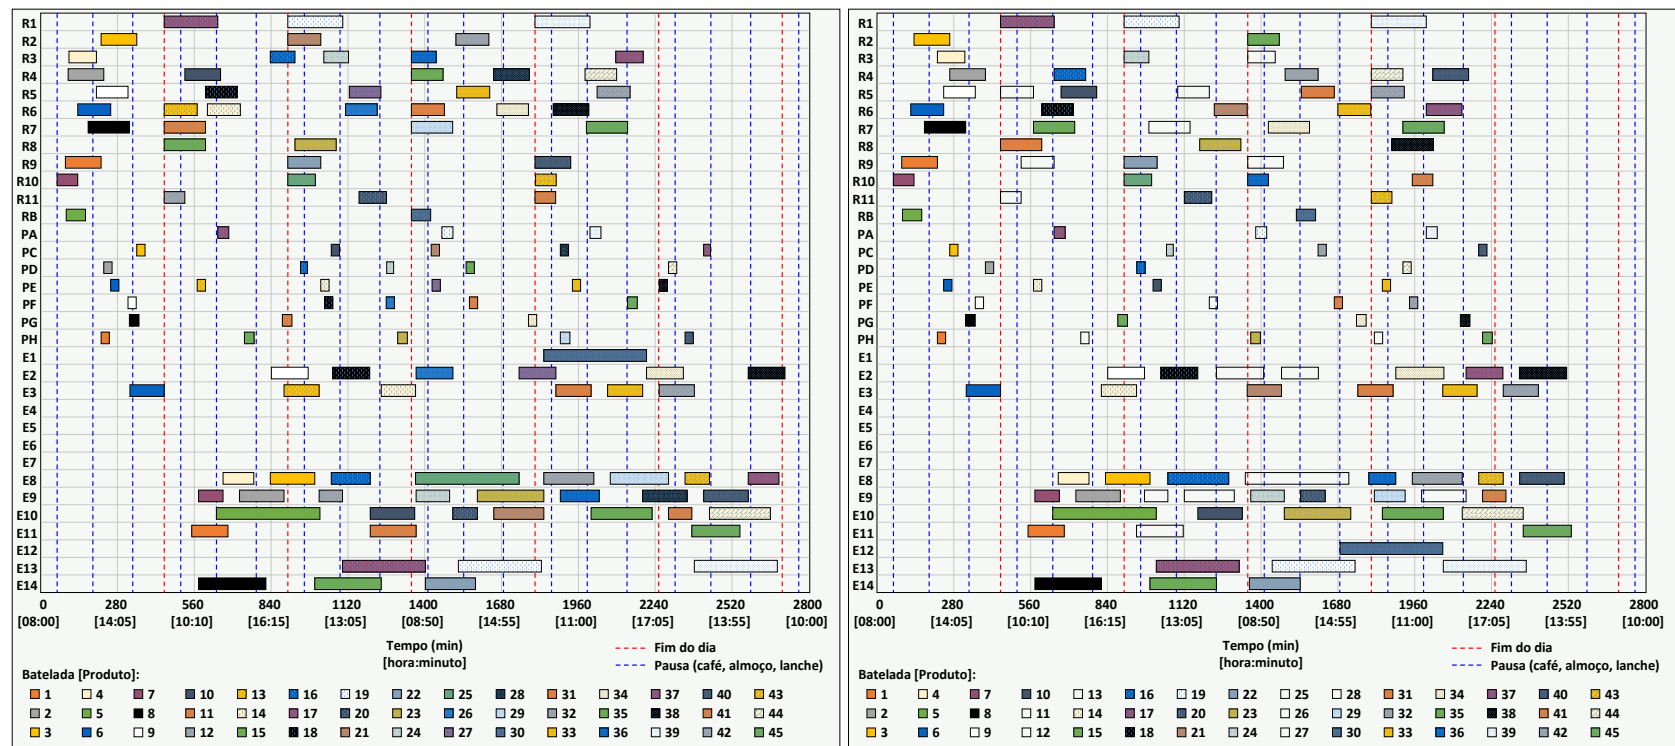 R1
R2
R3
R4
R5
R6
R7
R8
R9
R10
R11
RB
PA
PC
PD
PE
PF
PG
PH
E1
E2
E3
E4
E5
E6
E7
E8
E9
E10
E11
E12
E13
E14
0 280 560 840 1120 1400 1680 1960 2240 2520 2800
[08:00] [14:05] [10:10] [16:15] [13:05] [08:50] [14:55] [11:00] [17:05] [13:55] [10:00]
Tempo (min)
[hora:minuto]
Fim do dia
Pausa (café, almoço, lanche)
Batelada [Produto]:
1 4 7 10 13 16 19 22 25 28 31 34 37 40 43
2 5 8 11 14 17 20 23 26 29 32 35 38 41 44
3 6 9 12 15 18 21 24 27 30 33 36 39 42 45
R1
R2
R3
R4
R5
R6
R7
R8
R9
R10
R11
RB
PA
PC
PD
PE
PF
PG
PH
E1
E2
E3
E4
E5
E6
E7
E8
E9
E10
E11
E12
E13
E14
0 280 560 840 1120 1400 1680 1960 2240 2520 2800
[08:00] [14:05] [10:10] [16:15] [13:05] [08:50] [14:55] [11:00] [17:05] [13:55] [10:00]
Tempo (min)
[hora:minuto]
Fim do dia
Pausa (café, almoço, lanche)
Batelada [Produto]:
1 4 7 10 13 16 19 22 25 28 31 34 37 40 43
2 5 8 11 14 17 20 23 26 29 32 35 38 41 44
3 6 9 12 15 18 21 24 27 30 33 36 39 42 45